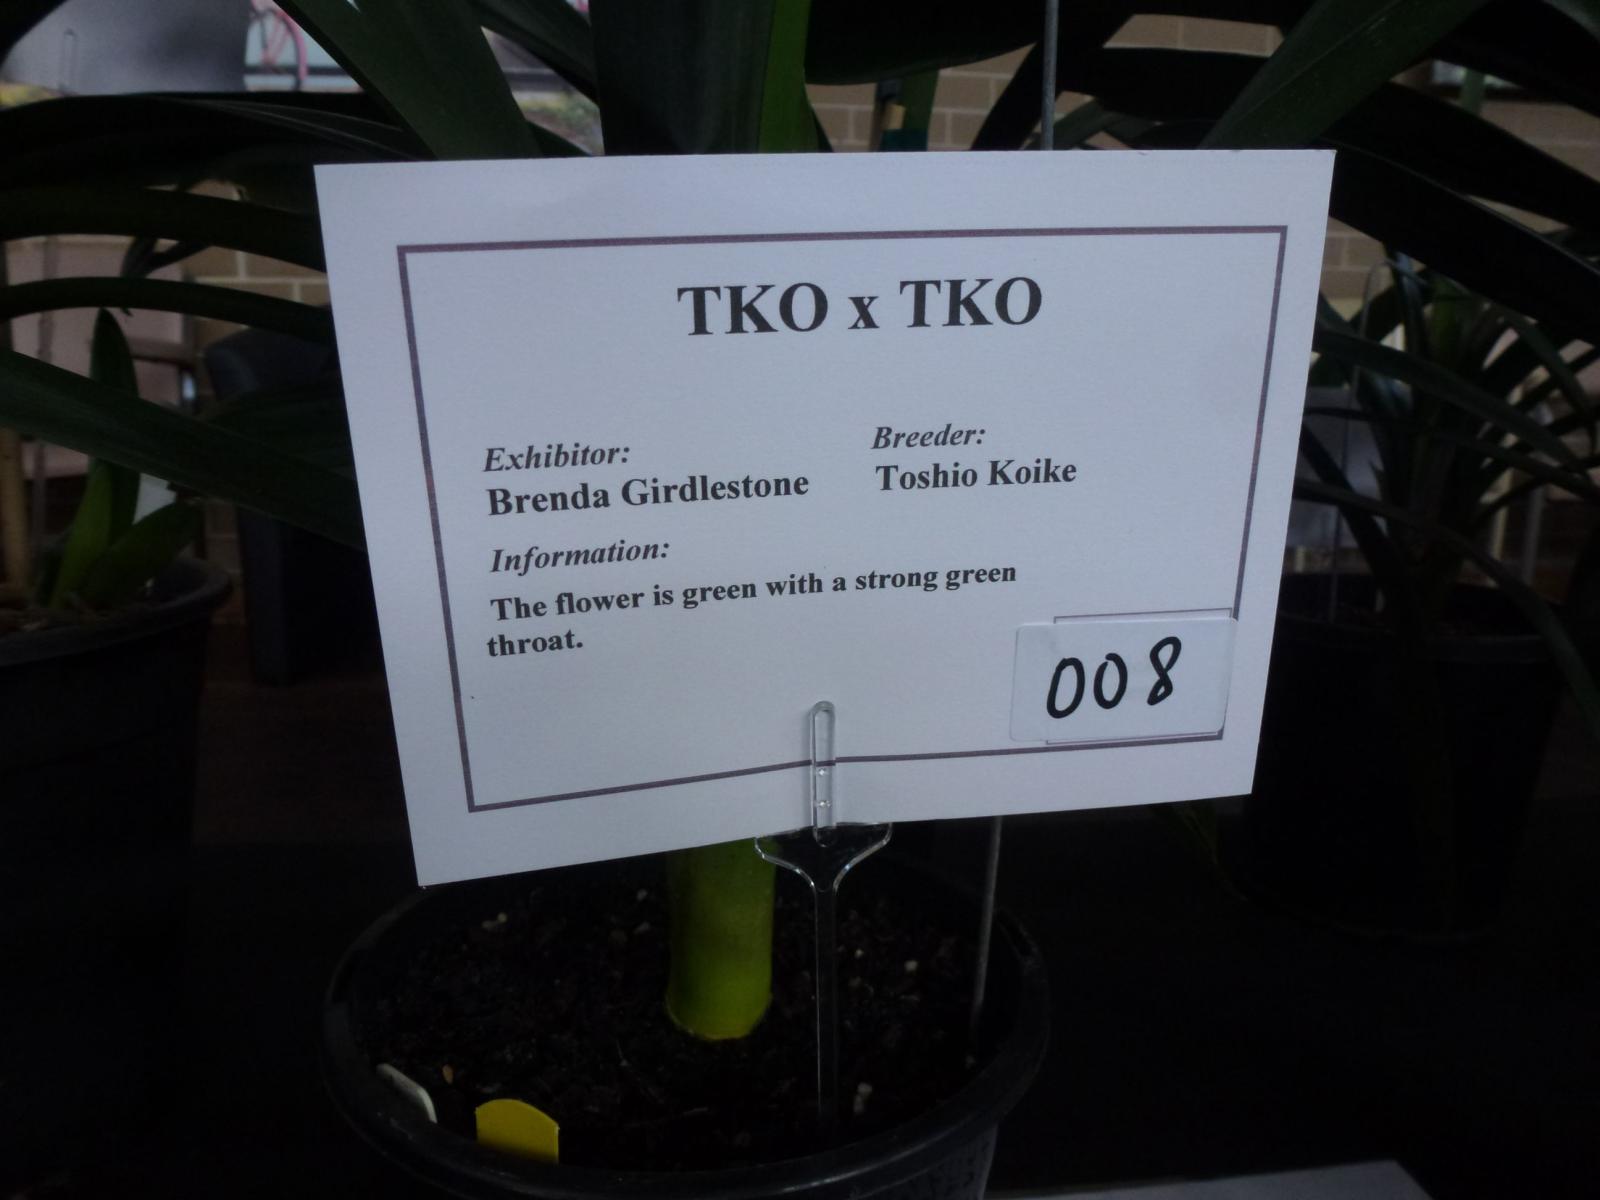 TKO x TKO
Exhibitor:
Brenda Girdlestone
Breeder:
Toshio Koike
Information:
The flower is green with a strong green
throat.
008